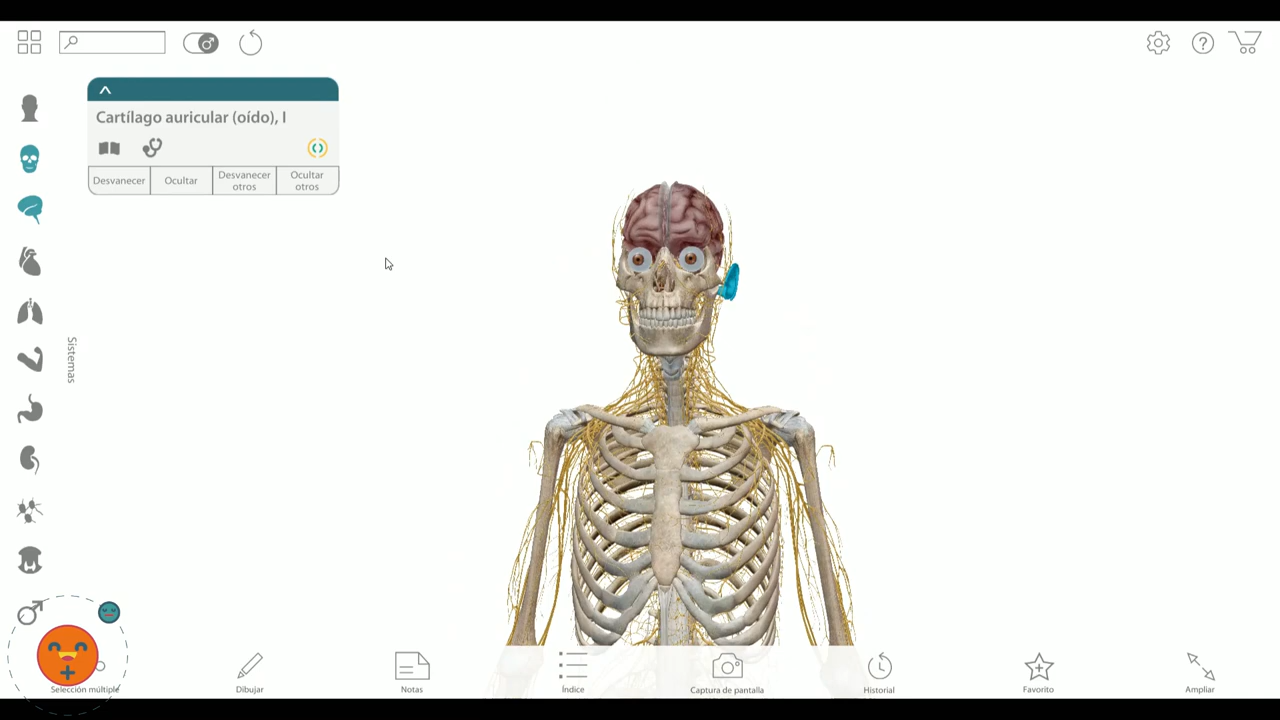 Cartílago auricular (oído), I
Desvanecer
Ocultar
Desvanecer
otros
Ocultar
otros
Sistemas
Selección múltiple
Dibujar
Notas
Índice
Captura de pantalla
Historial
Favorito
Ampliar